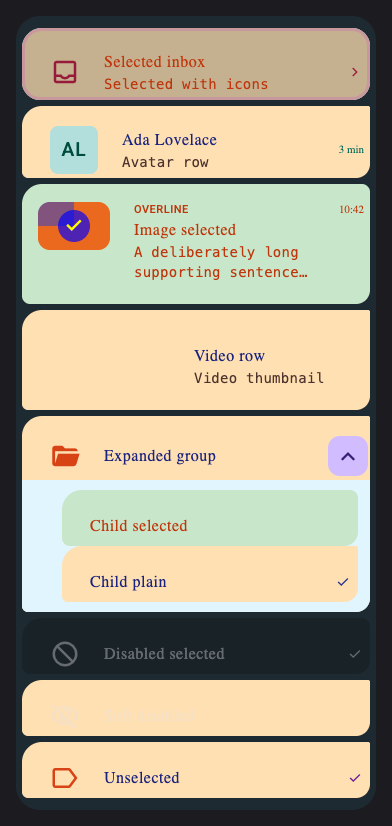 Selected inbox
Selected with icons
AL
Ada Lovelace
Avatar row
3 min
OVERLINE
10:42
Image selected
A deliberately long
supporting sentence…
Video row
Video thumbnail
Expanded group
Child selected
Child plain
Disabled selected
Unselected